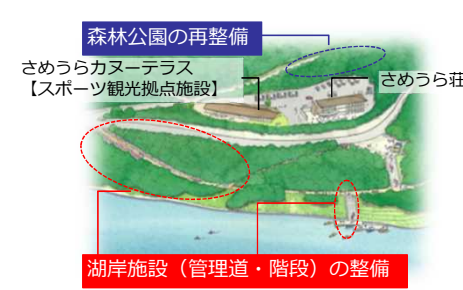 森林公園の再整備
さめうらカヌーテラス
【スポーツ観光拠点施設】
さめうら荘
湖岸施設（管理道・階段）の整備